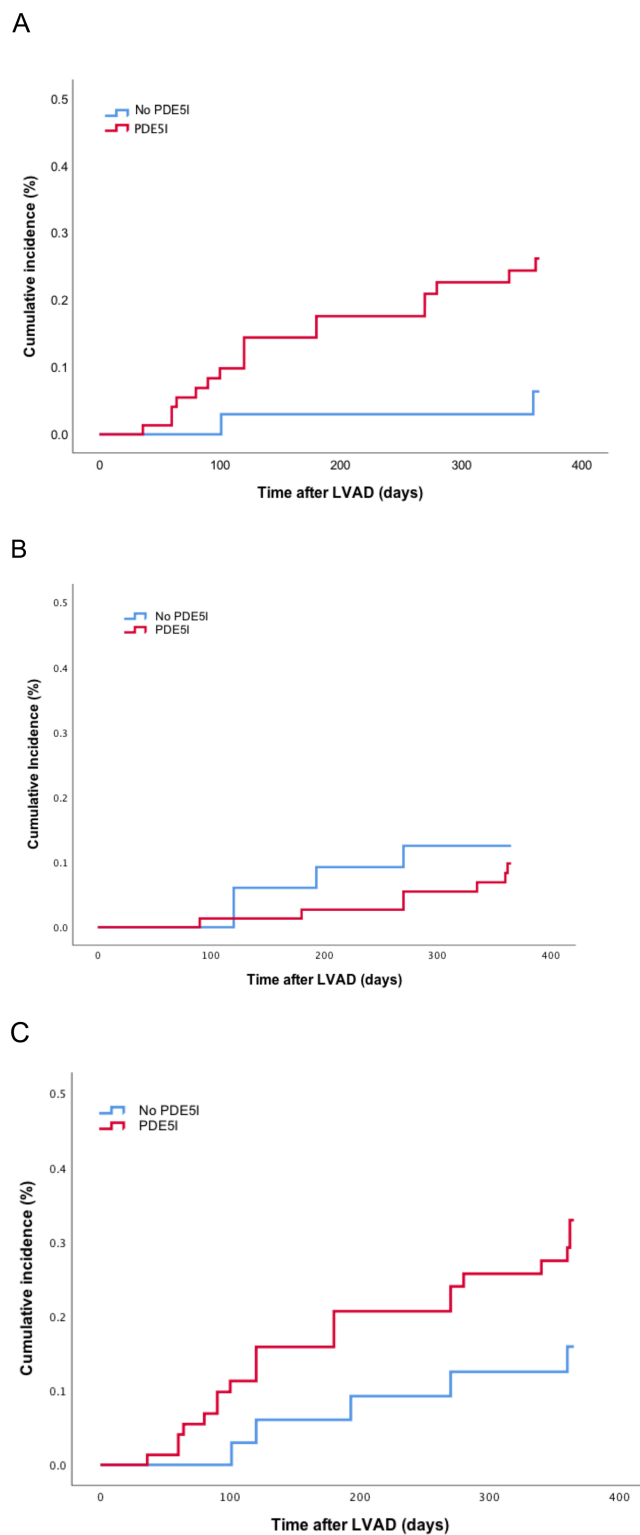 A
0.5
No PDE5I
PDE5I
0.4
0.3
0.2
0.1
0.0
Cumulative incidence (%)
0 100 200 300 400
Time after LVAD (days)
B
0.5
No PDE5I
PDE5I
0.4
0.3
0.2
0.1
0.0
Cumulative Incidence (%)
0 100 200 300 400
Time after LVAD (days)
C
0.5
No PDE5I
PDE5I
0.4
0.3
0.2
0.1
0.0
Cumulative incidence (%)
0 100 200 300 400
Time after LVAD (days)